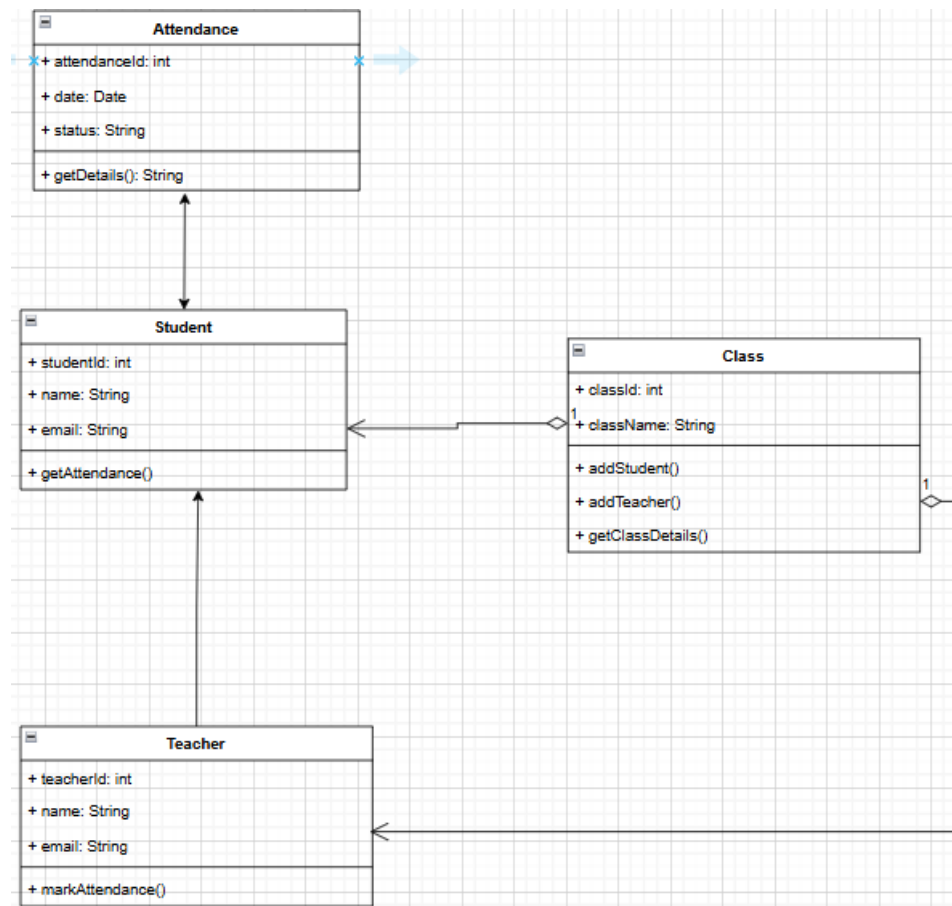 Attendance
+ attendanceId: int
+ date: Date
+ status: String
+ getDetails(): String
Student
+ studentId: int
+ name: String
+ email: String
+ getAttendance()
Class
+ classId: int
1
+ className: String
+ addStudent()
+ addTeacher()
+ getClassDetails()
1
Teacher
+ teacherId: int
+ name: String
+ email: String
+ markAttendance()